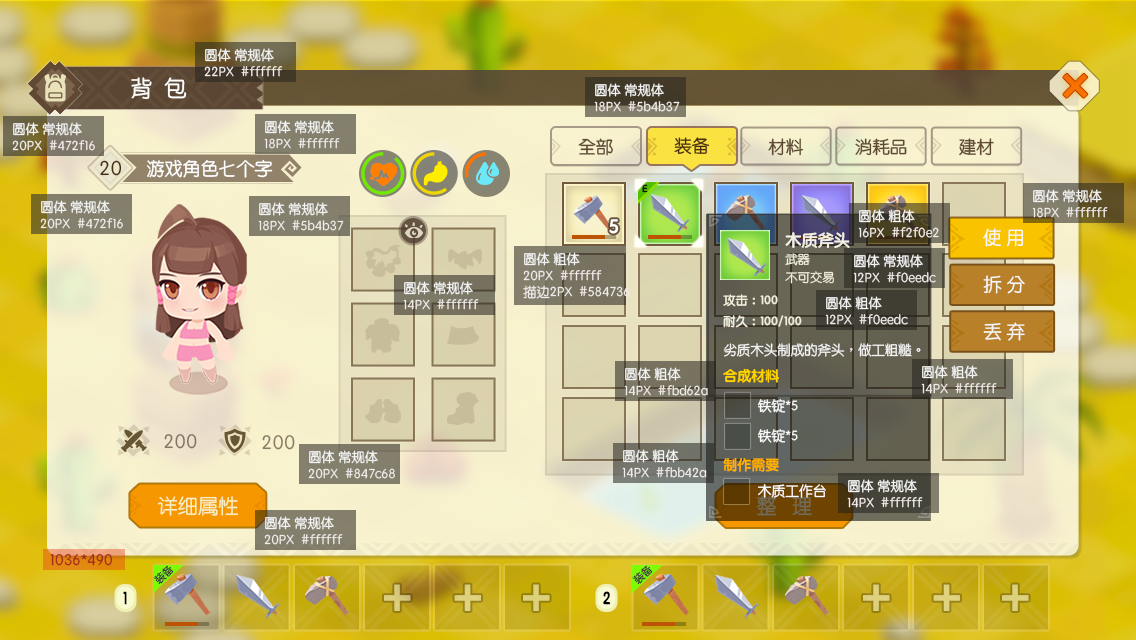 圆体 常规体
22PX #ffffff
背 包
圆体 常规体
18PX #5b4b37
圆体 常规体
20PX #472f16
圆体 常规体
18PX #ffffff
20
游戏角色七个字
全部
装备
材料
消耗品
建材
圆体 常规体
20PX #472f16
圆体 常规体
18PX #5b4b37
圆体 常规体
18PX #ffffff
E
5
圆体 粗体
16PX #f2f0e2
使 用
木质斧头
武器
不可交易
圆体 常规体
12PX #f0eedc
圆体 粗体
20PX #ffffff
描边2PX #584736
拆 分
圆体 常规体
14PX #ffffff
攻击：100
耐久：100/100
圆体 粗体
12PX #f0eedc
丢 弃
劣质木头制成的斧头，做工粗糙。
圆体 粗体
14PX #fbd62a
合成材料
圆体 常规体
14PX #ffffff
铁锭*5
铁锭*5
200
200
圆体 常规体
20PX #847c68
圆体 粗体
14PX #fbb42a
制作需要
木质工作台
圆体 常规体
14PX #ffffff
整 理
详细属性
圆体 常规体
20PX #ffffff
1036*490
1
装备
2
装备